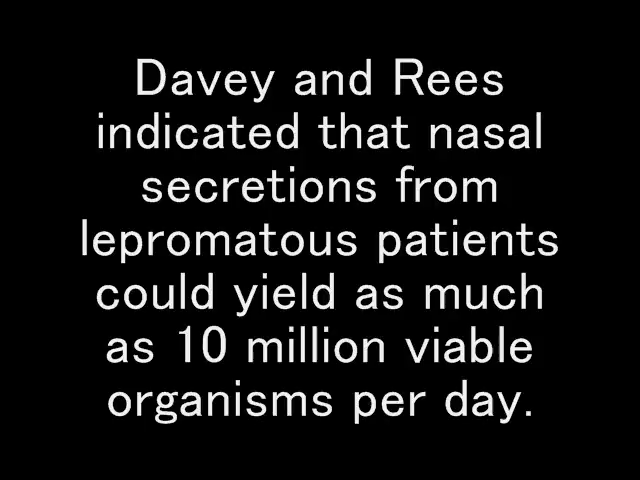 Davey and Rees
indicated that nasal
secretions from
lepromatous patients
could yield as much
as 10 million viable
organisms per day.